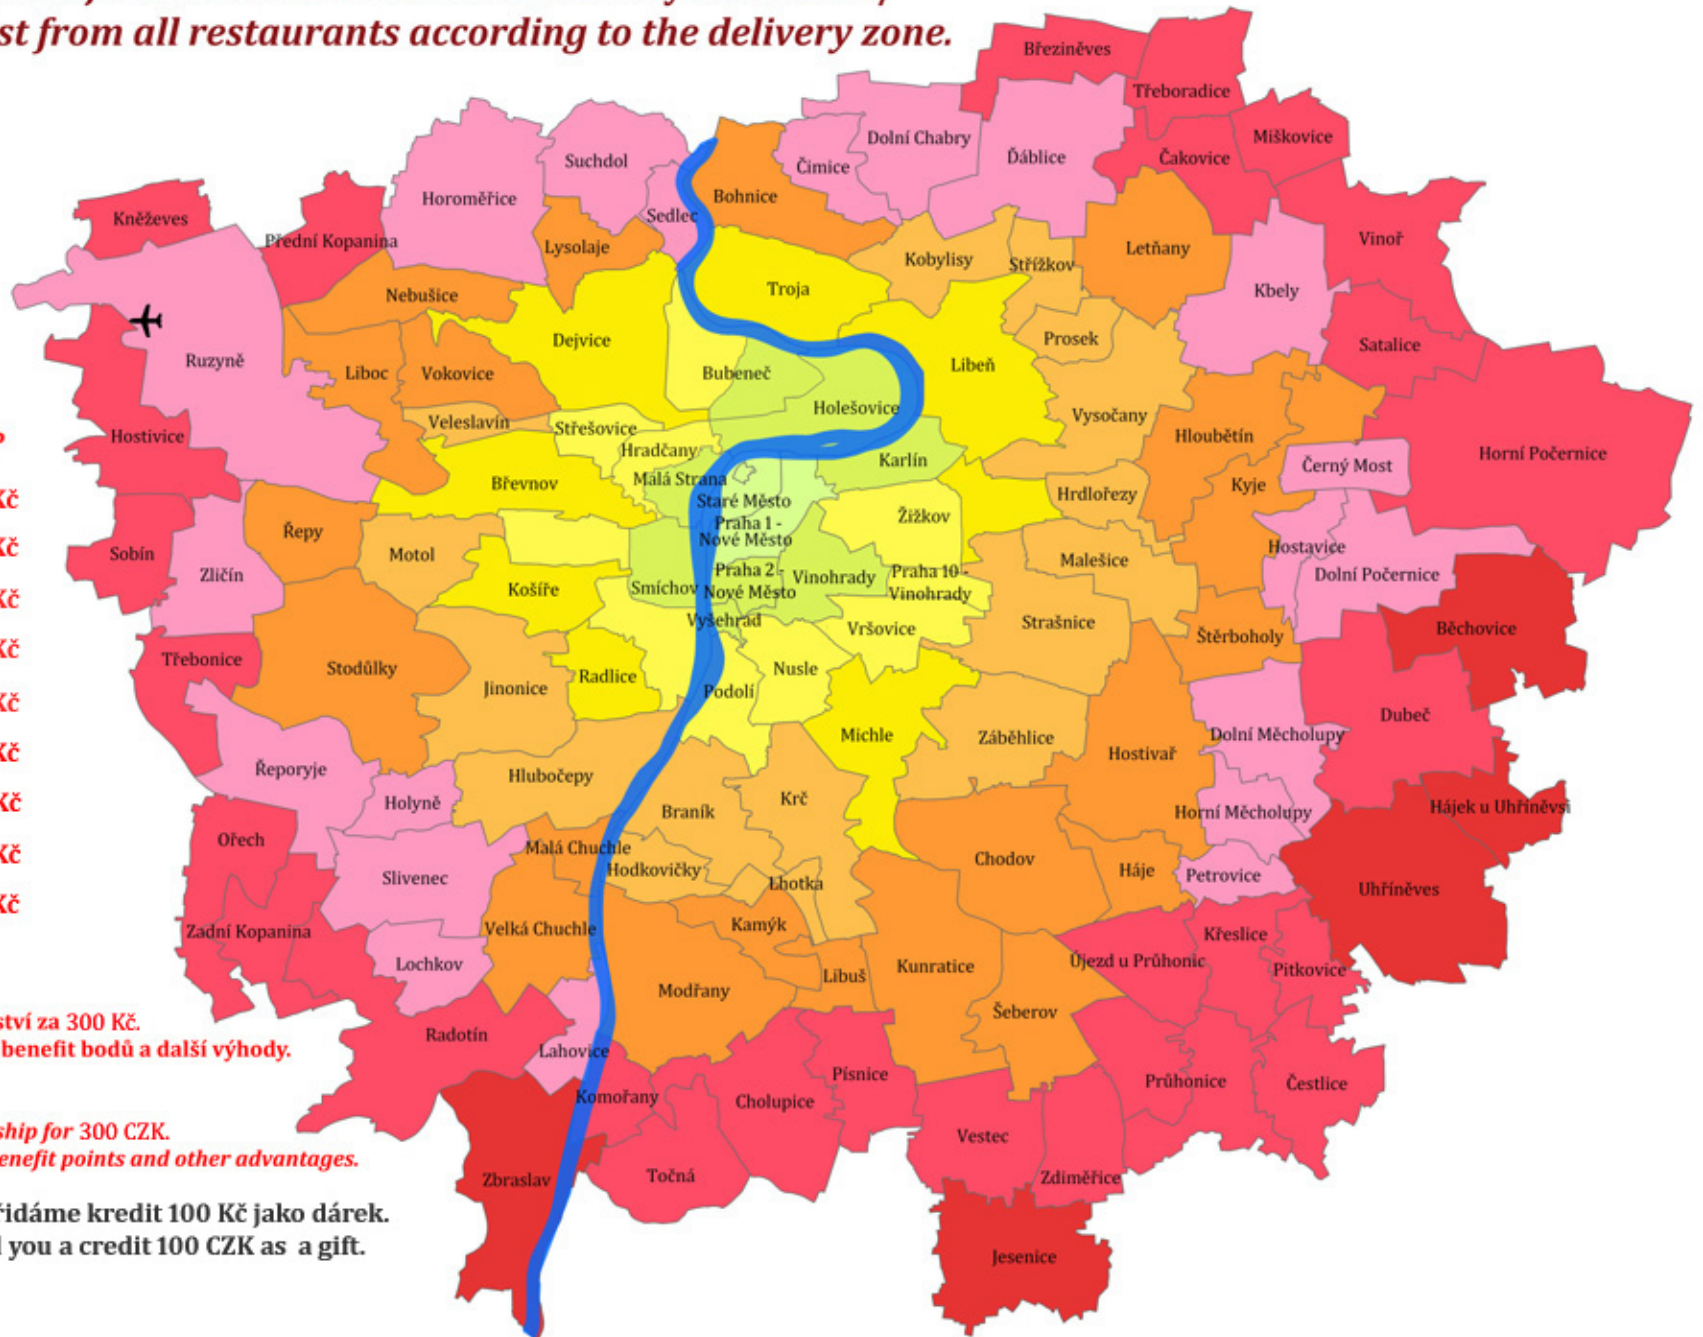 st from all restaurants according to the delivery zone.
Březiněves
Třeboradice
Miškovice
Dolní Chabry
Čakovice
Ďáblice
Suchdol
Čimice
Horoměřice
Bohnice
Kněževes
Sedlec
Přední Kopanina
Lysolaje
Vinoř
Letňany
Kobylisy
Střížkov
Nebušice
Troja
Kbely
Ruzyně
Dejvice
Prosek
Satalice
Liboc
Vokovice
Bubeneč
Libeň
Holešovice
Vysočany
Veleslavín
Střešovice
Hostivice
Hloubětín
Hradčany
Karlín
Horní Počernice
Černý Most
Malá Strana
Břevnov
Kyje
Hrdlořezy
Kč
Staré Město
Žižkov
Praha 1 -
Nové Město
Řepy
Kč
Sobín
Motol
Hostavice
Malešice
Zličín
Dolní Počernice
Praha 2 -
Nové Město
Vinohrady
Praha 10 -
Vinohrady
Košíře
Smíchov
Kč
Vyšehrad
Vršovice
Strašnice
Běchovice
Štěrboholy
Kč
Třebonice
Stodůlky
Nusle
Radlice
Jinonice
Podolí
Kč
Dubeč
Michle
Záběhlice
Dolní Měcholupy
Kč
Hostivař
Řeporyje
Hlubočepy
Kč
Holyně
Krč
Braník
Horní Měcholupy
Hájek u Uhříněvsi
Ořech
Malá Chuchle
Kč
Chodov
Háje
Hodkovičky
Slivenec
Lhotka
Petrovice
Uhříněves
Kč
Zadní Kopanina
Velká Chuchle
Kamýk
Křeslice
Lochkov
Újezd u Průhonic
Pitkovice
Kunratice
Libuš
Modřany
Šeberov
ství za 300 Kč.
benefit bodů a další výhody.
Radotín
Lahovice
Písnice
Průhonice
Čestlice
Komořany
Cholupice
ship for 300 CZK.
enefit points and other advantages.
Vestec
Zbraslav
Točná
Zdiměřice
řidáme kredit 100 Kč jako dárek.
d you a credit 100 CZK as a gift.
Jesenice